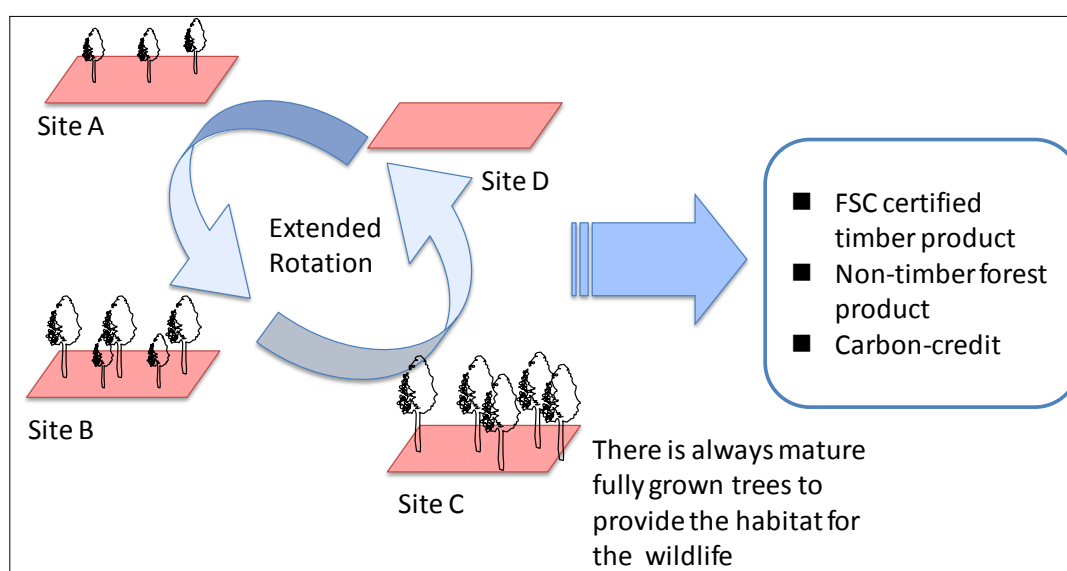 Site A
Site D
Extended
Rotation
Site B
Site C
There is always mature
fully grown trees to
provide the habitat for
the wildlife
■ FSC certified
timber product
■ Non-timber forest
product
■ Carbon-credit